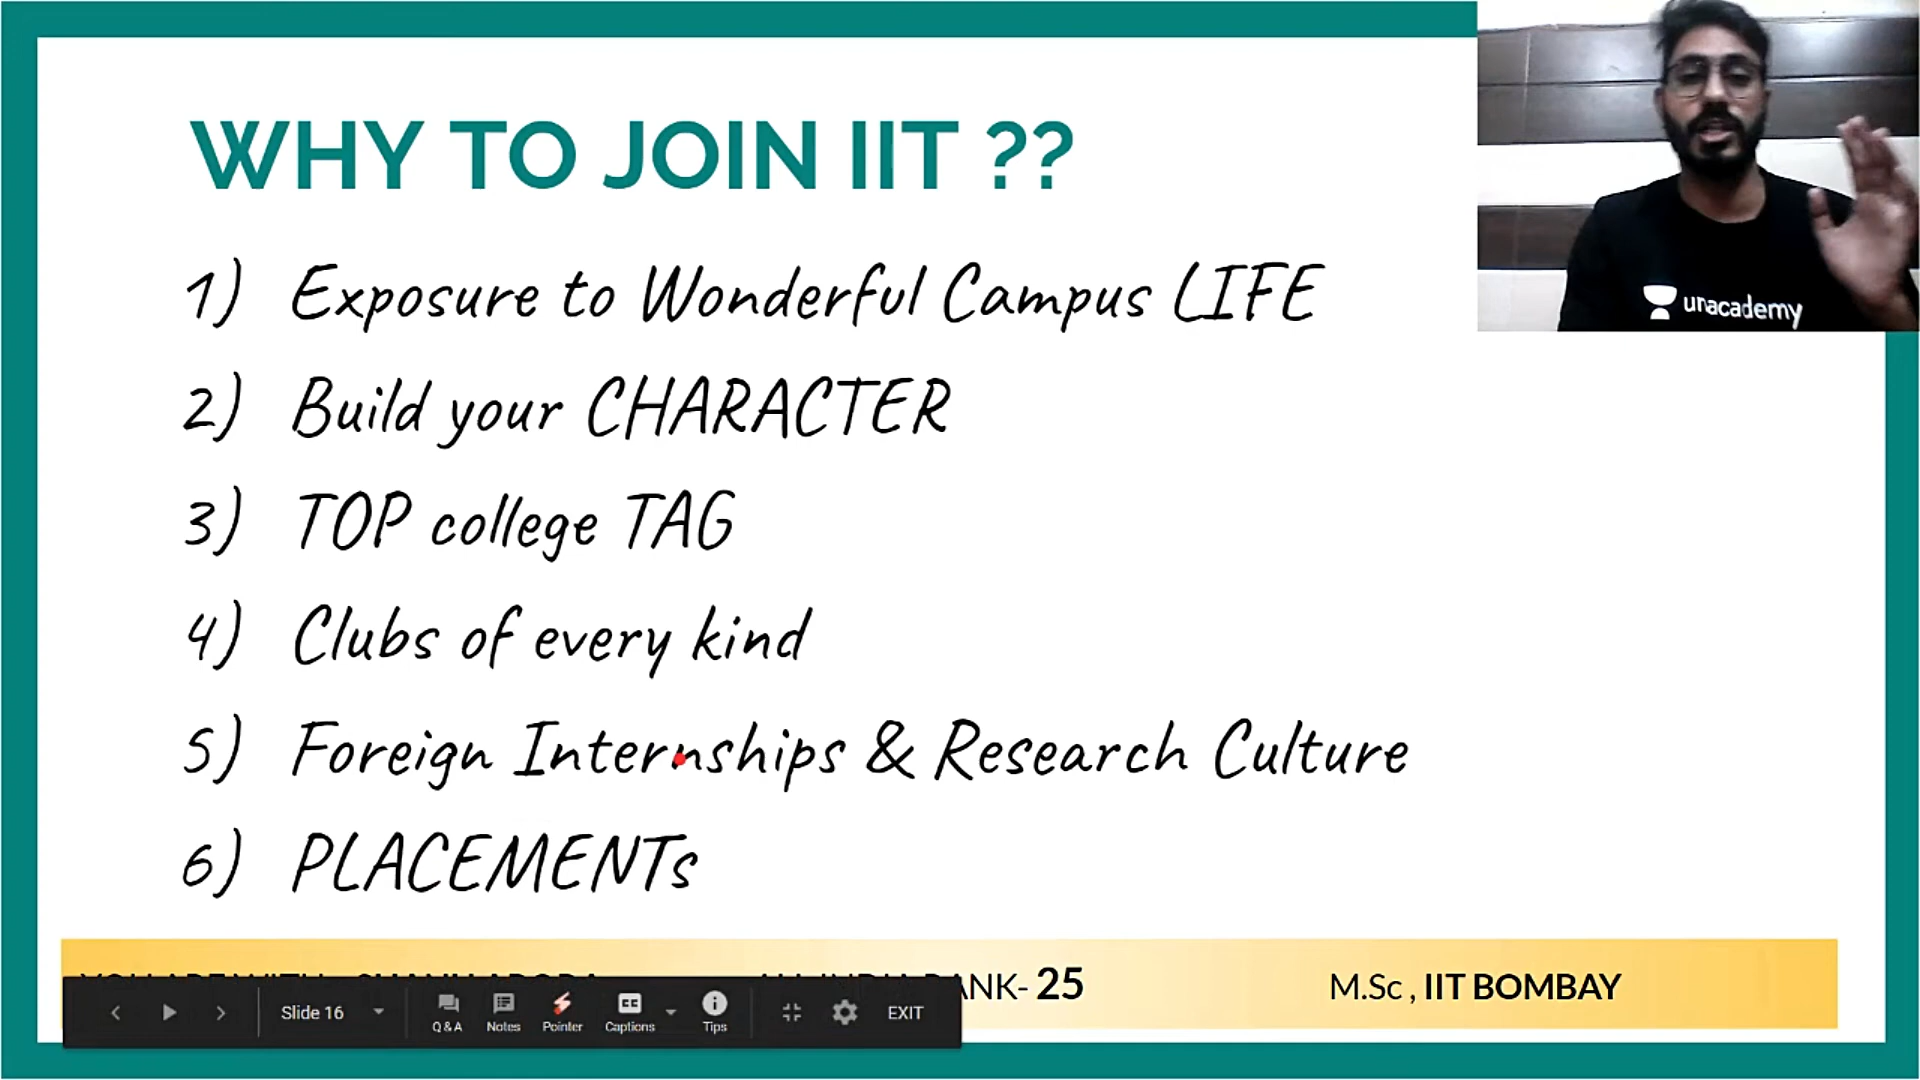 WHY TO JOIN IIT ??
unacademy
1) Exposure to Wonderful Campus LIFE
2) Build your CHARACTER
3) TOP college TAG
4) Clubs of every kind
5) Foreign Internships & Research Culture
6) PLACEMENTs
25
M.Sc , IIT BOMBAY
Slide 16
Q&A
Notes
Pointer
CC
Captions
Tips
EXIT